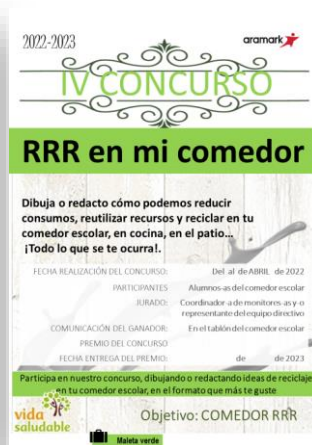 2022-2023
aramark
IV CONCURSO
RRR en mi comedor
Dibuja o redacto cómo podemos reducir
consumos, reutilizar recursos y reciclar en tu
comedor escolar, en cocina, en el patio...
¡Todo lo que se te ocurra!.
FECHA REALIZACIÓN DEL CONCURSO: Del al de ABRIL de 2022
PARTICIPANTES Alumnos-as del comedor escolar
JURADO: Coordinador-a de monitores-as y-o
representante del equipo directivo
COMUNICACIÓN DEL GANADOR: En el tablón del comedor escolar
PREMIO DEL CONCURSO
FECHA ENTREGA DEL PREMIO: de de 2023
Participa en nuestro concurso, dibujando o redactando ideas de reciclaje
en tu comedor escolar, en el formato que más te guste
vida
saludable
Objetivo: COMEDOR RRR
Maleta verde